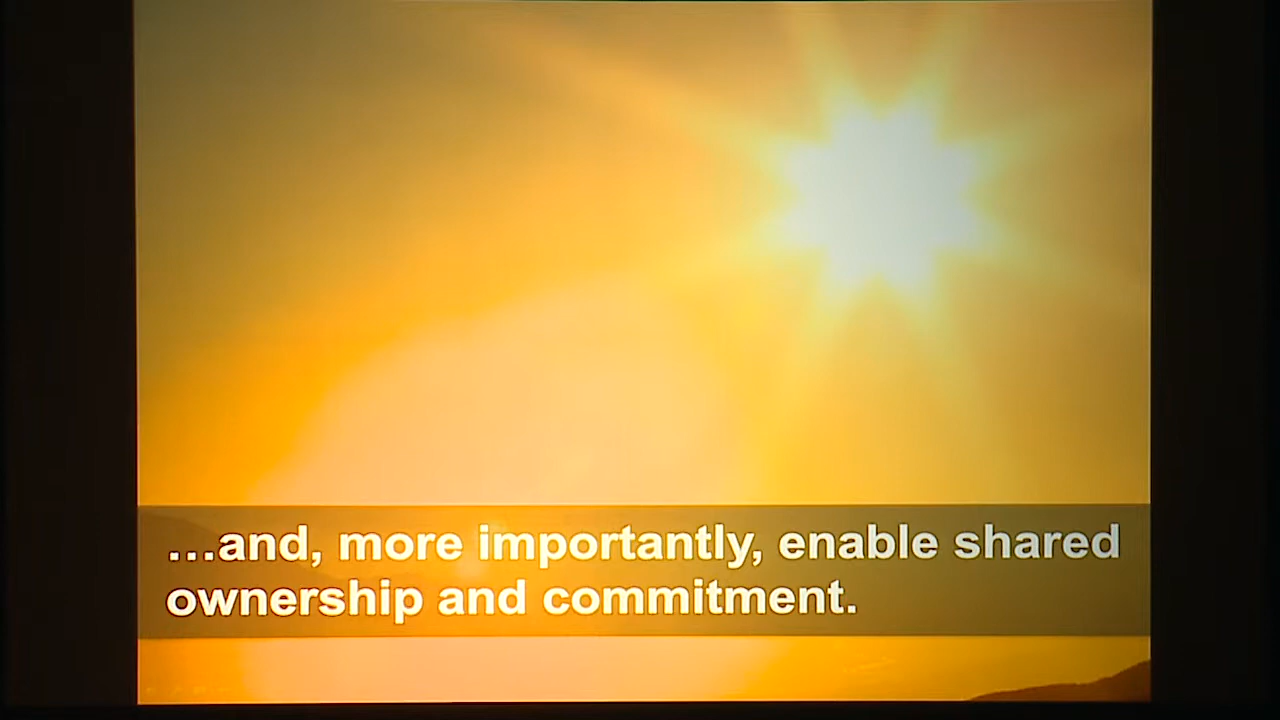 …and, more importantly, enable shared
ownership and commitment.